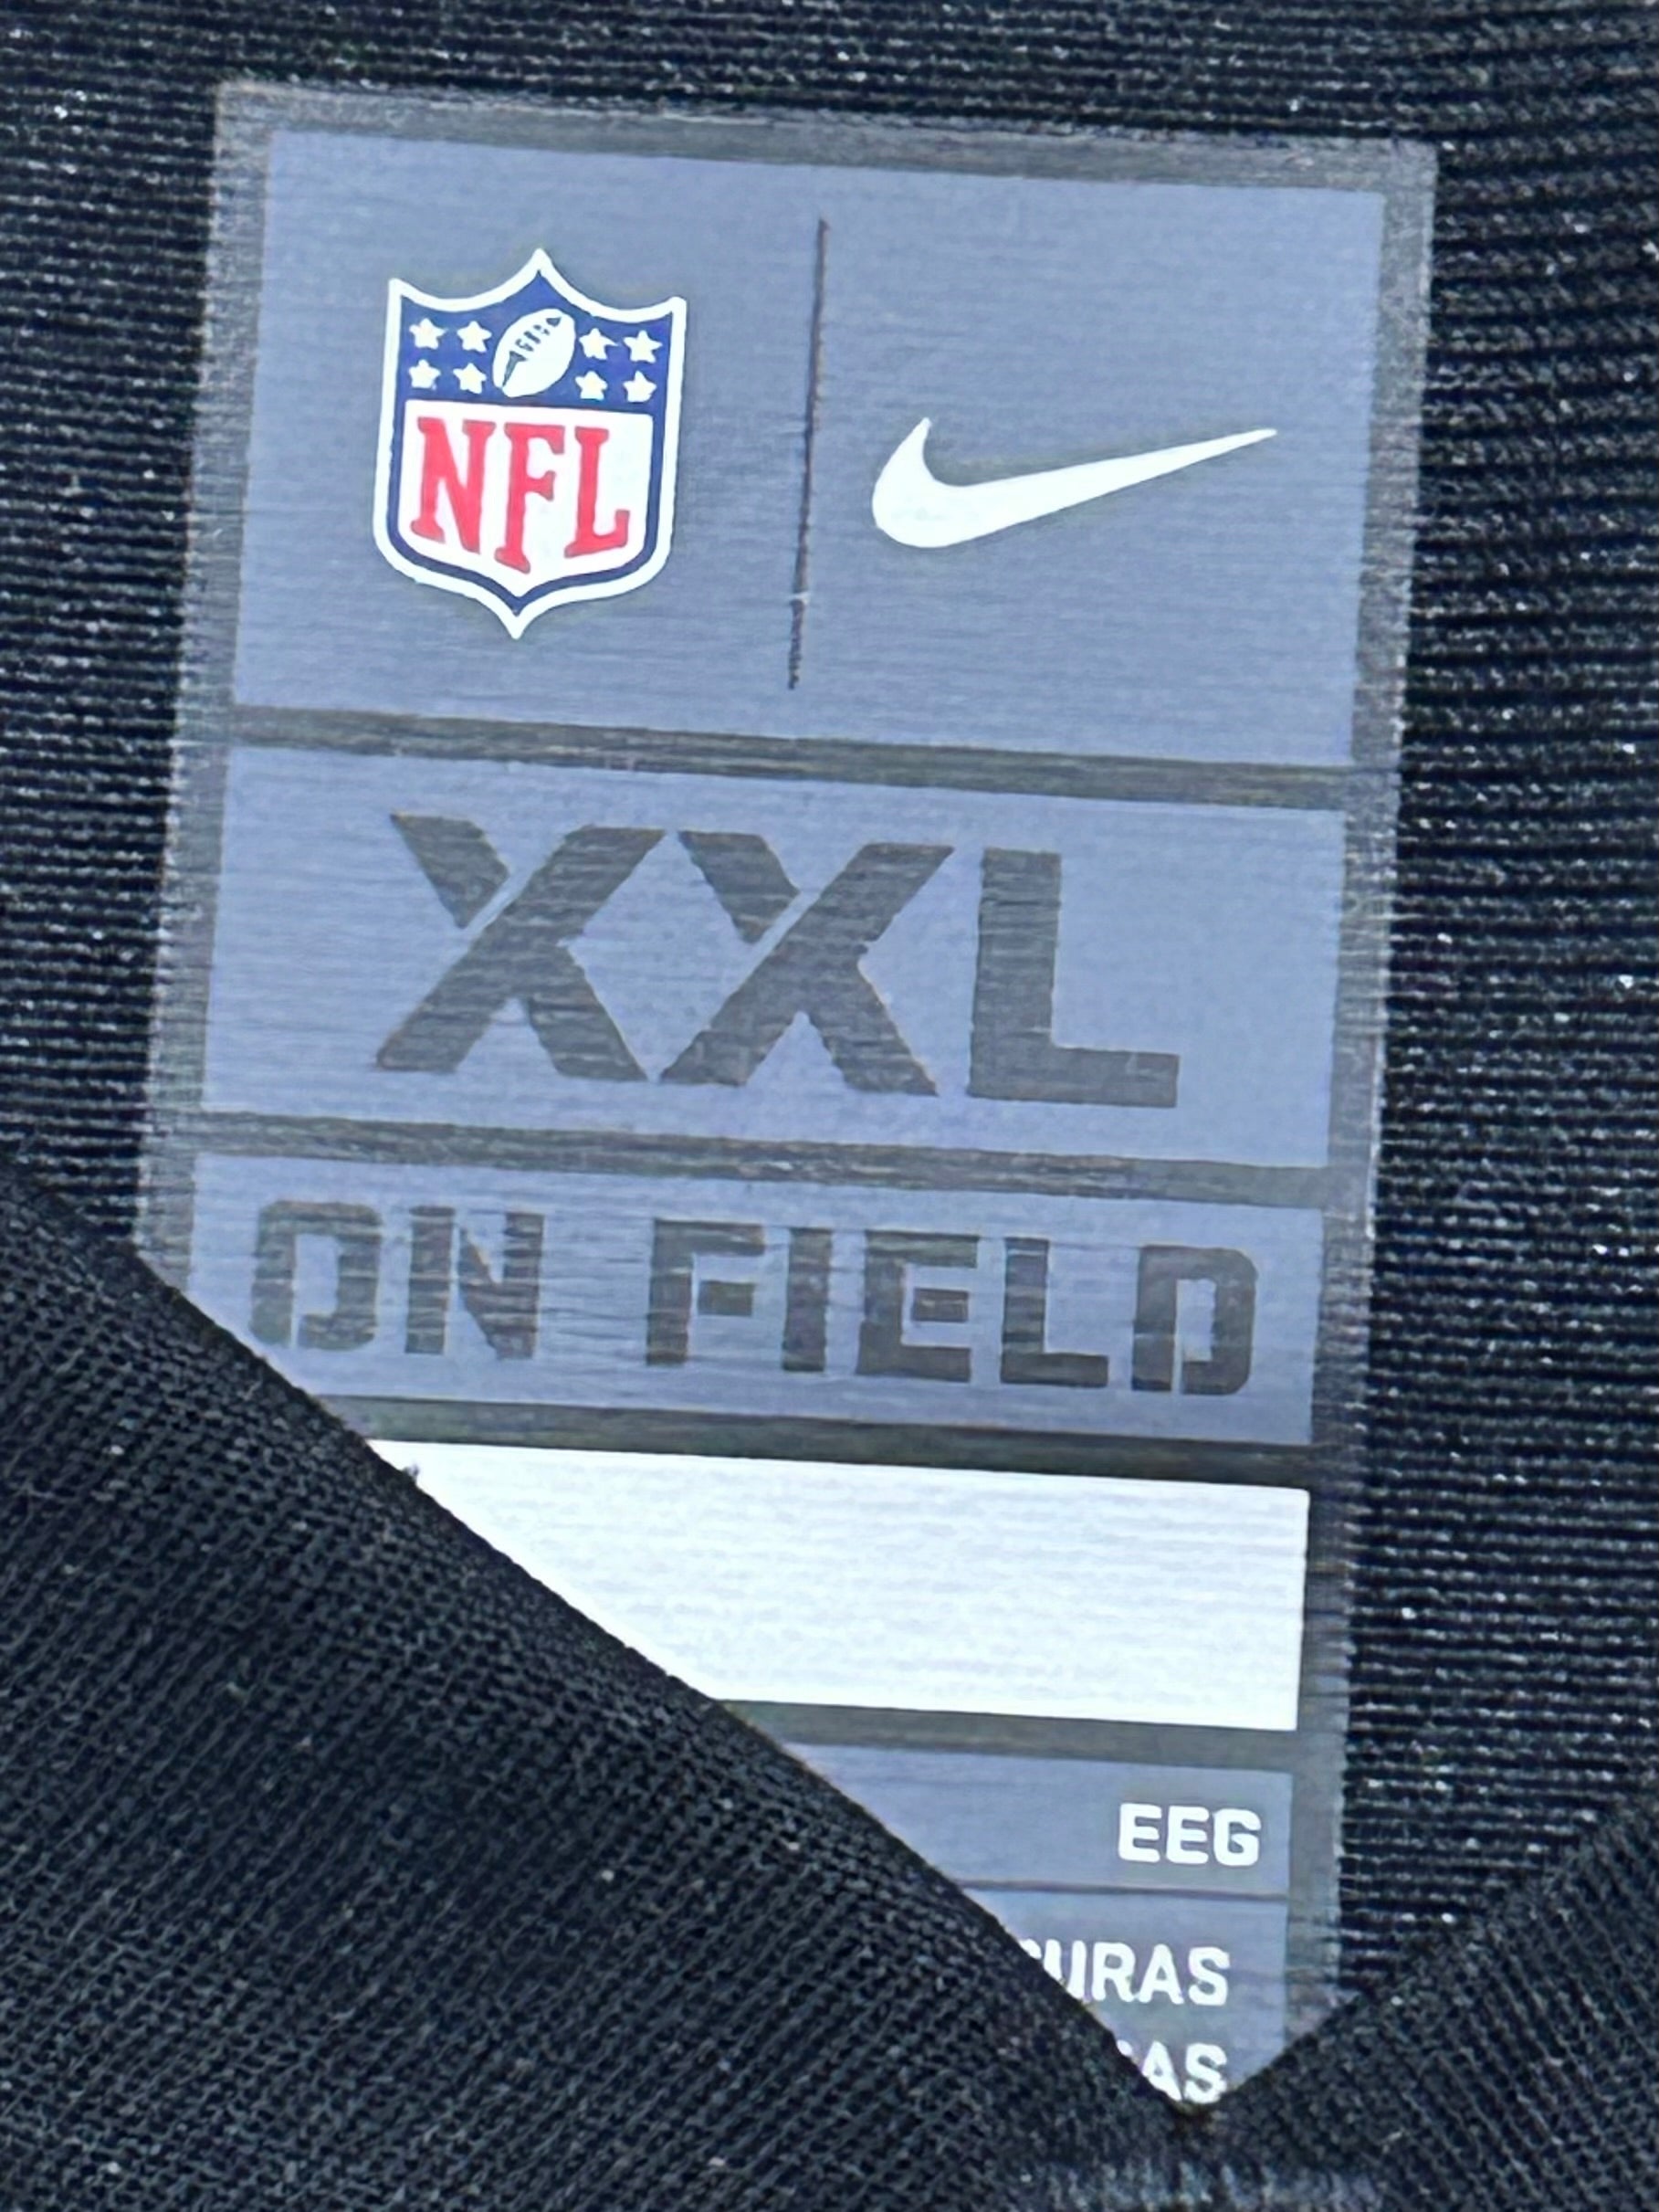 NFL
XXL
ON FIELD
EEG